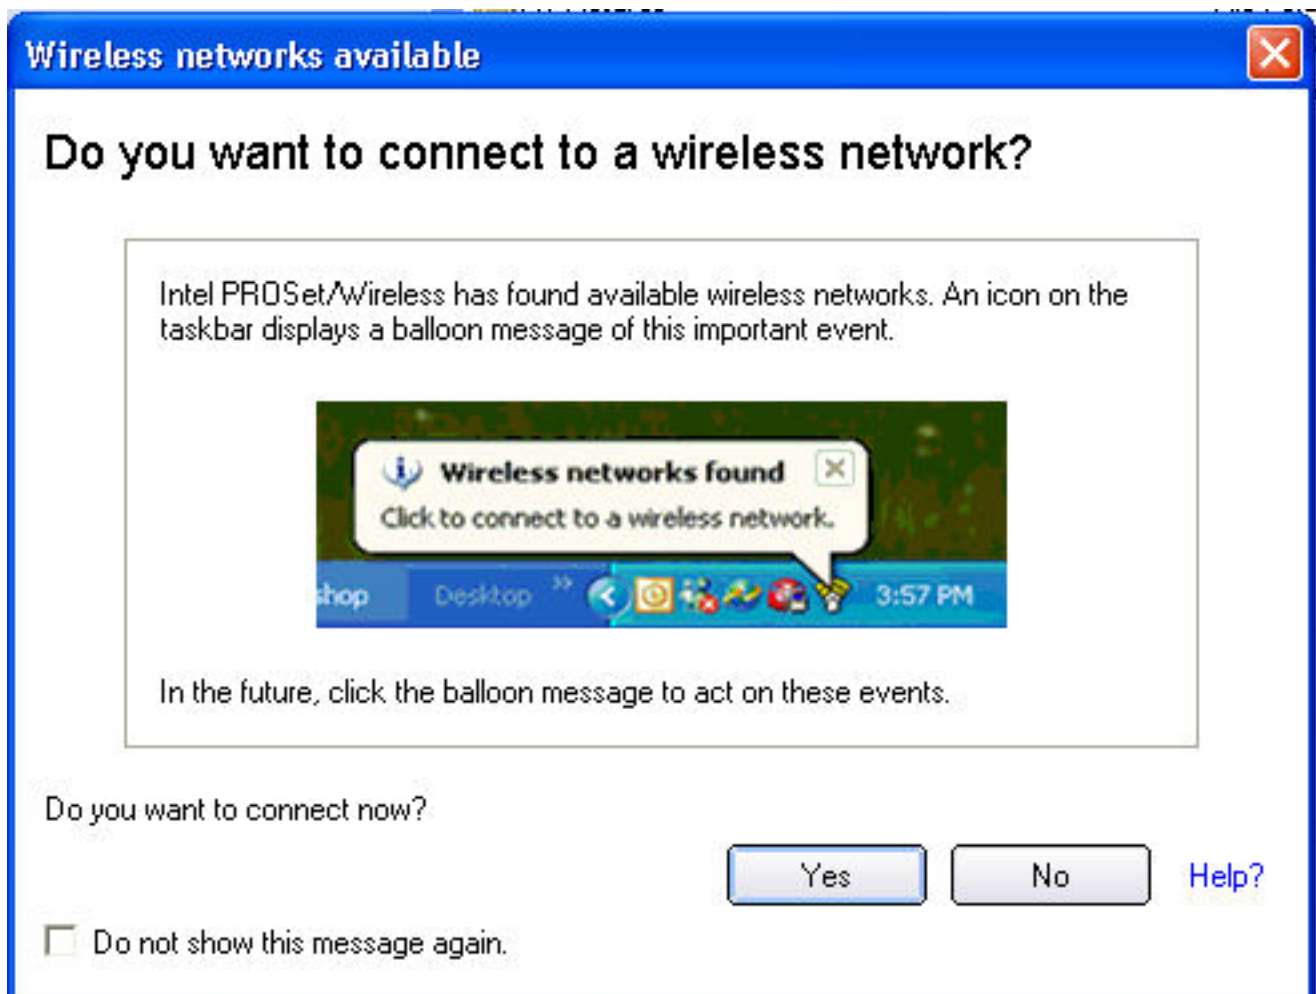 Wireless networks available
Do you want to connect to a wireless network?
Intel PROSet/Wireless has found available wireless networks. An icon on the
taskbar displays a balloon message of this important event.
Wireless networks found
Click to connect to a wireless network.
shop Desktop » 3:57 PM
In the future, click the balloon message to act on these events.
Do you want to connect now?
Yes No Help?
Do not show this message again.